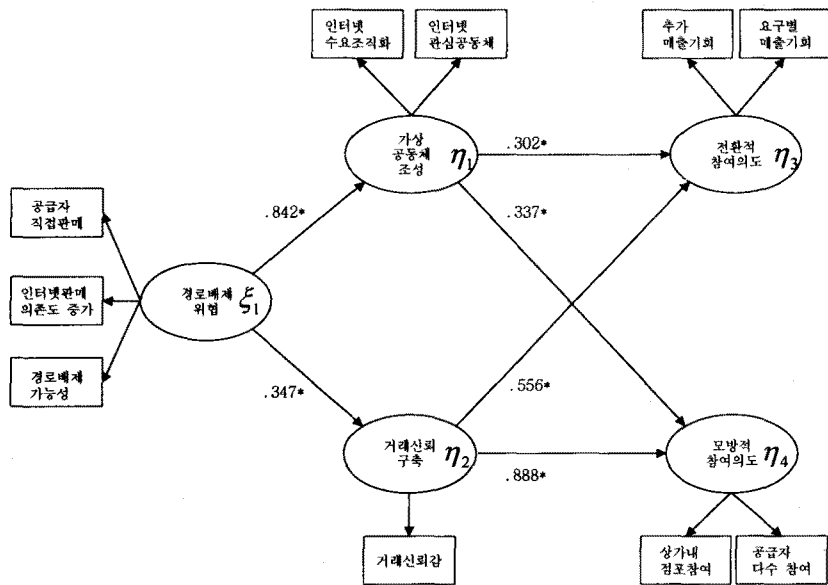 인터넷
수요조직화
인터넷
관심공동체
추가
매출기회
요구별
매출기회
가상
공동체
조성
η₁
.302*
전환적
참여의도
η₃
공급자
직접판매
.842*
.337*
인터넷판매
의존도 증가
경로배제
위협
ξ₁
경로배제
가능성
.347*
.556*
거래신뢰
구축
η₂
.888*
모방적
참여의도
η₄
거래신뢰감
상가내
점포참여
공급자
다수 참여